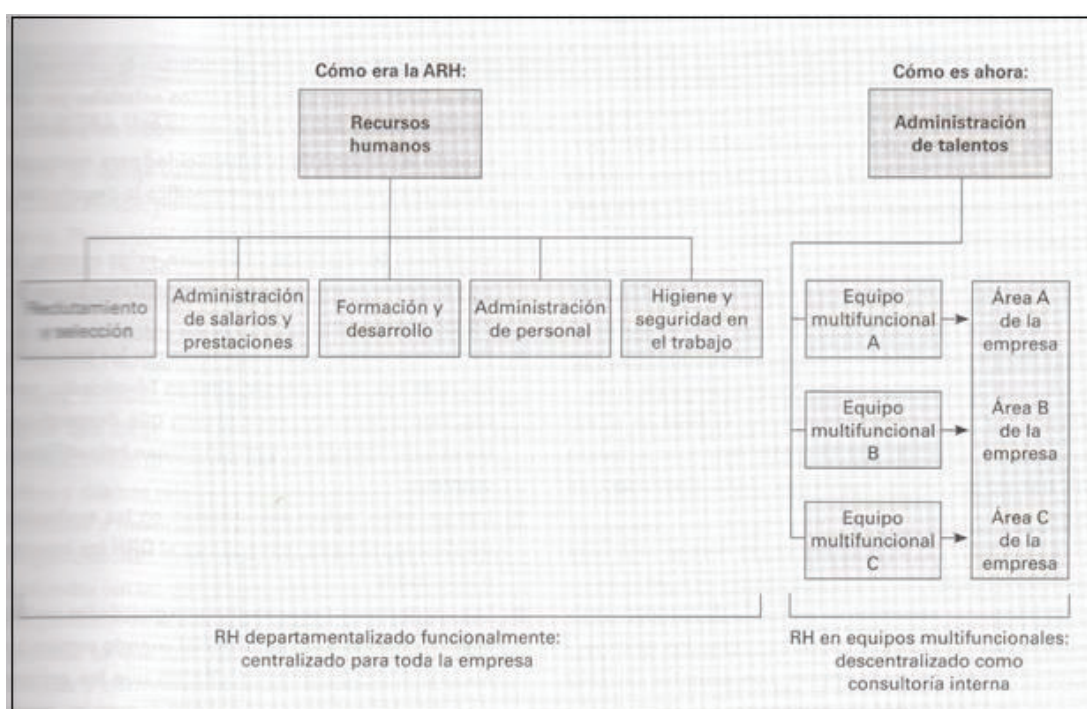 Cómo era la ARH:
Recursos
humanos
Reclutamiento
e selección
Administración
de salarios y
prestaciones
Formación y
desarrollo
Administración
de personal
Higiene y
seguridad en
el trabajo
RH departamentalizado funcionalmente:
centralizado para toda la empresa
Cómo es ahora:
Administración
de talentos
Equipo
multifuncional
A
Área A
de la
empresa
Equipo
multifuncional
B
Área B
de la
empresa
Equipo
multifuncional
C
Área C
de la
empresa
RH en equipos multifuncionales:
descentralizado como
consultoría interna